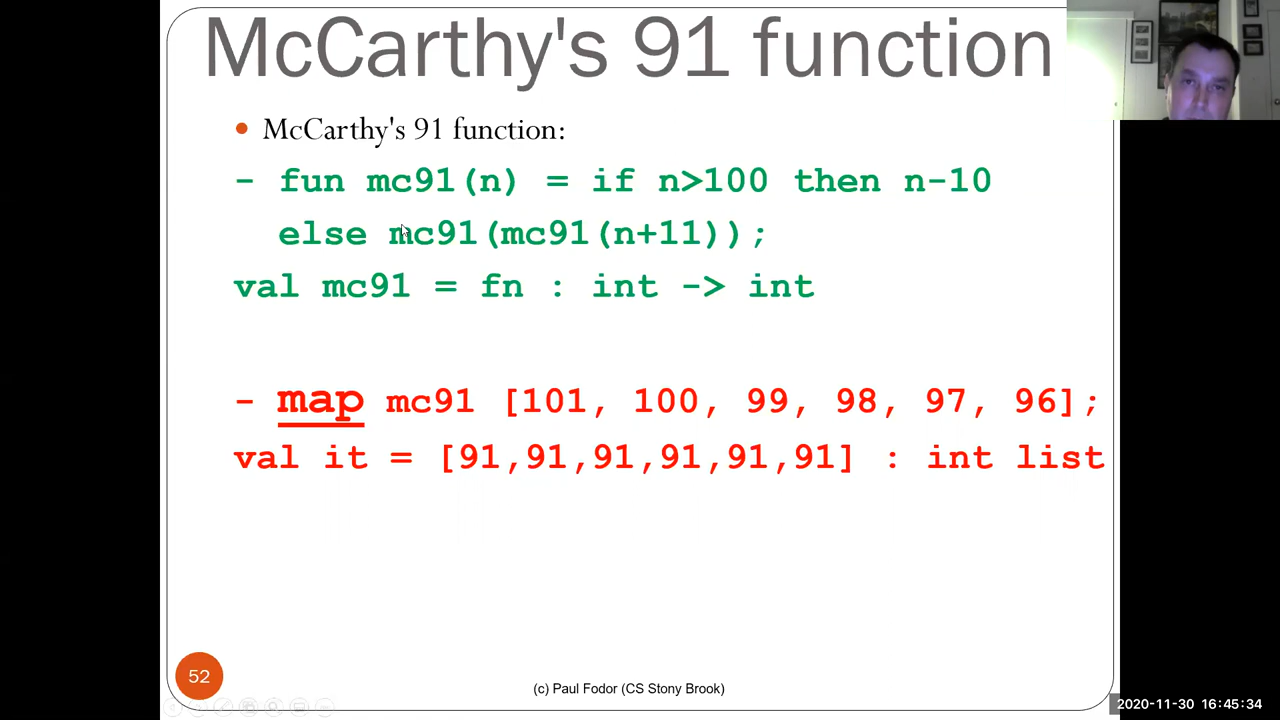 McCarthy's 91 function
• McCarthy's 91 function:
- fun mc91(n) = if n>100 then n-10
else mc91(mc91(n+11));
val mc91 = fn : int -> int
- map mc91 [101, 100, 99, 98, 97, 96];
val it = [91,91,91,91,91,91] : int list
52
(c) Paul Fodor (CS Stony Brook)
2020-11-30 16:45:34